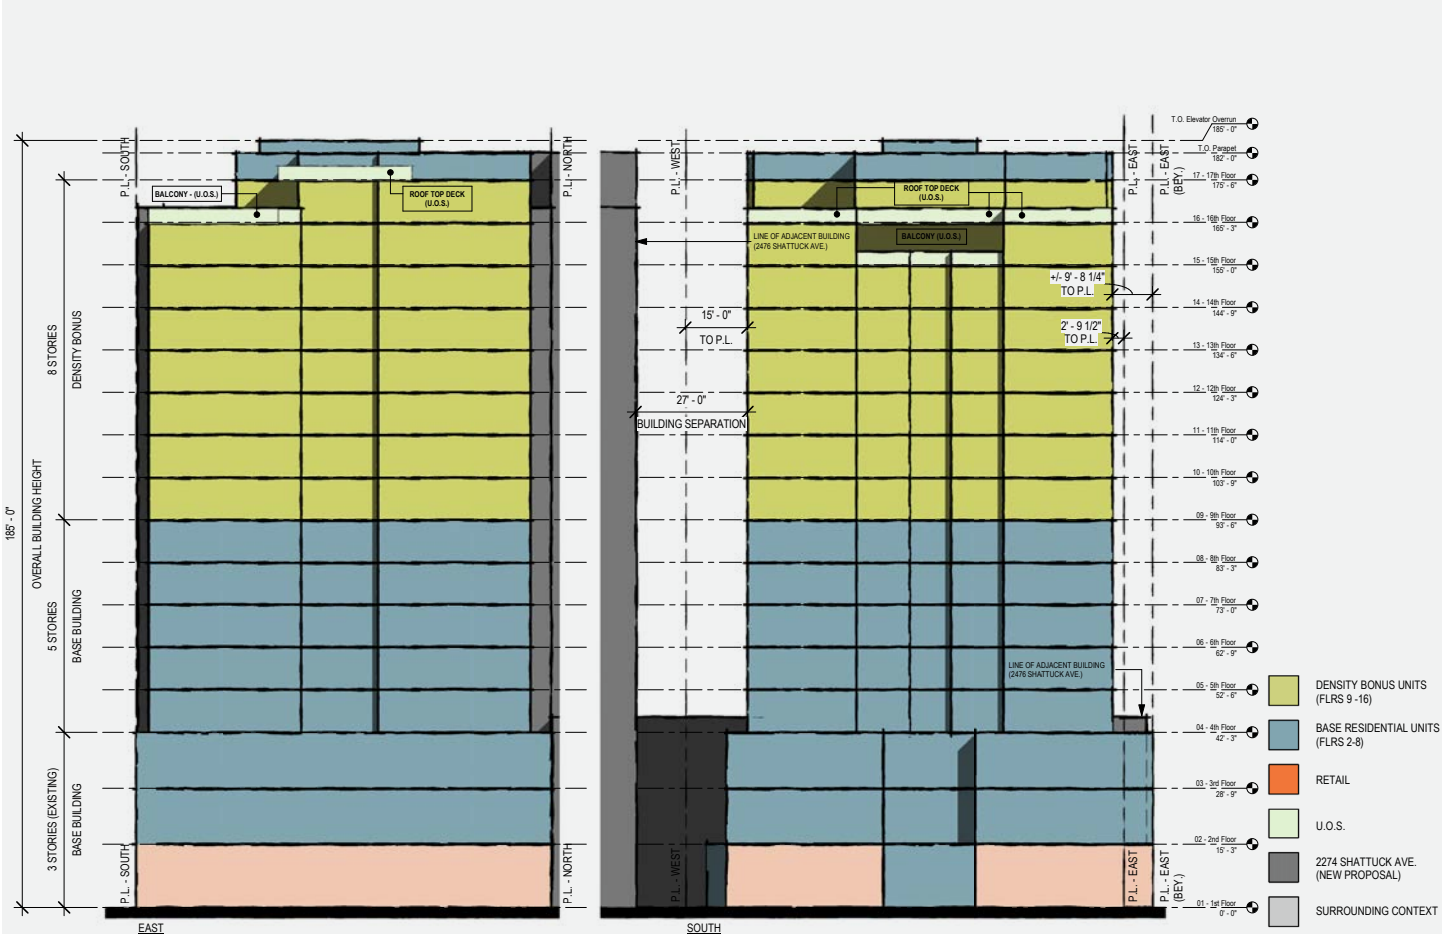 T.O. Elevator Overrun
185' - 0"
T.O. Parapet
182' - 0"
17 - 17th Floor
175' - 6"
16 - 16th Floor
165' - 3"
15 - 15th Floor
155' - 0"
14 - 14th Floor
144' - 9"
13 - 13th Floor
134' - 6"
12 - 12th Floor
124' - 3"
11 - 11th Floor
114' - 0"
10 - 10th Floor
103' - 9"
09 - 9th Floor
93' - 6"
08 - 8th Floor
83' - 3"
07 - 7th Floor
73' - 0"
06 - 6th Floor
62' - 9"
05 - 5th Floor
52' - 6"
04 - 4th Floor
42' - 3"
03 - 3rd Floor
28' - 9"
02 - 2nd Floor
15' - 3"
01 - 1st Floor
0' - 0"
185' - 0"
OVERALL BUILDING HEIGHT
8 STORIES
DENSITY BONUS
5 STORIES
BASE BUILDING
3 STORIES (EXISTING)
BASE BUILDING
P.L. - SOUTH
P.L. - NORTH
BALCONY - (U.O.S.)
ROOF TOP DECK
(U.O.S.)
P.L. - SOUTH
P.L. - NORTH
EAST
P.L. - WEST
P.L. - EAST
P.L. - EAST
(BEY.)
ROOF TOP DECK
(U.O.S.)
BALCONY (U.O.S.)
LINE OF ADJACENT BUILDING
(2476 SHATTUCK AVE.)
+/- 9' - 8 1/4"
TO P.L.
15' - 0"
TO P.L.
2' - 9 1/2"
TO P.L.
27' - 0"
BUILDING SEPARATION
LINE OF ADJACENT BUILDING
(2476 SHATTUCK AVE.)
P.L. - WEST
P.L. - EAST
P.L. - EAST
(BEY.)
SOUTH
DENSITY BONUS UNITS
(FLRS 9 -16)
BASE RESIDENTIAL UNITS
(FLRS 2-8)
RETAIL
U.O.S.
2274 SHATTUCK AVE.
(NEW PROPOSAL)
SURROUNDING CONTEXT